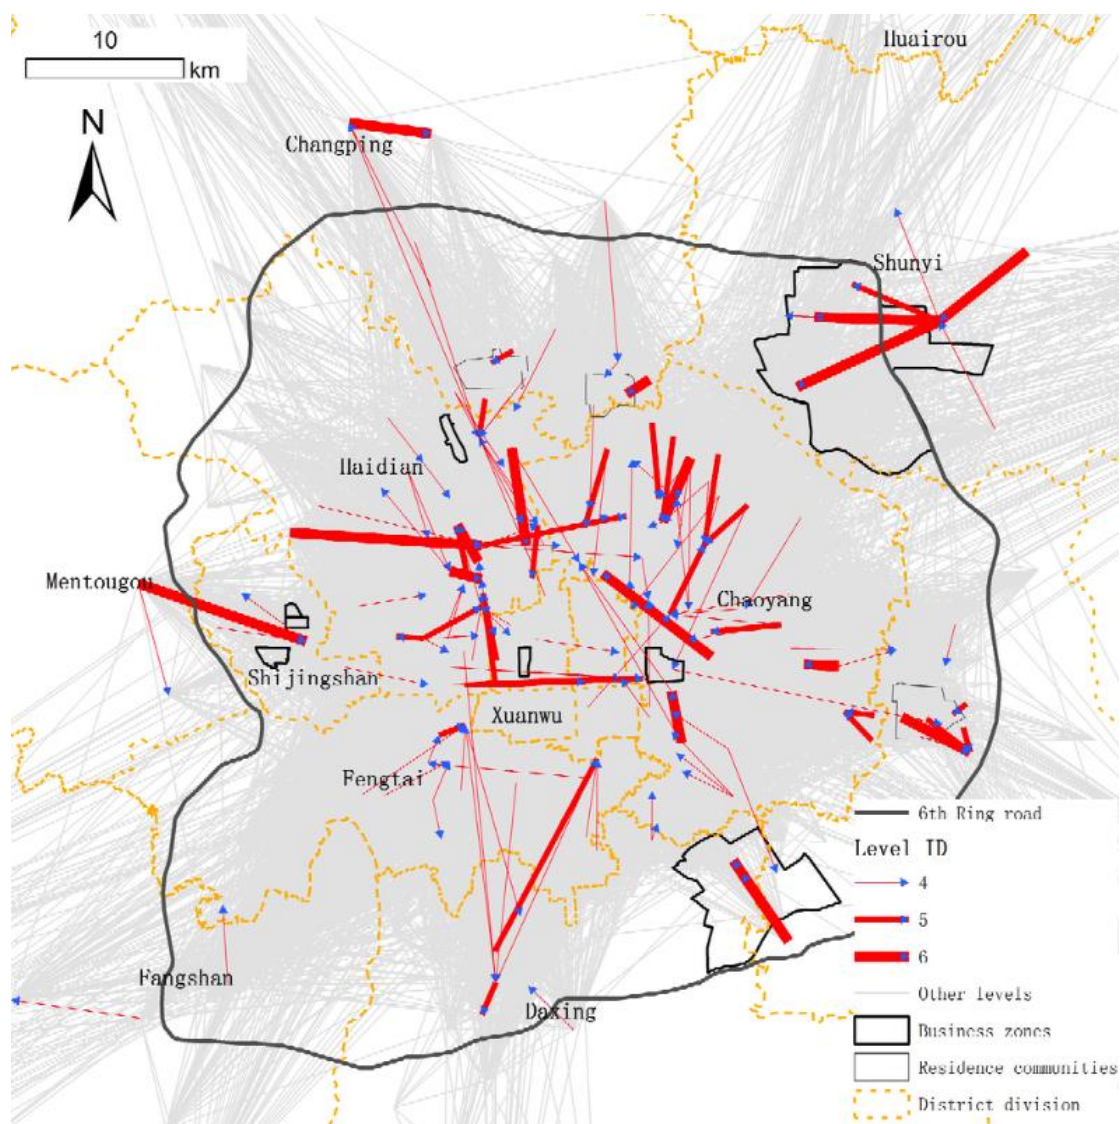 Huairou
10
km
N
Changping
Shunyi
Haidian
Mentougou
Chaoyang
Shijingshan
Xuanwu
Fengtai
6th Ring road
Level ID
4
5
6
Fangshan
Daxing
Other levels
Business zones
Residence communities
District division